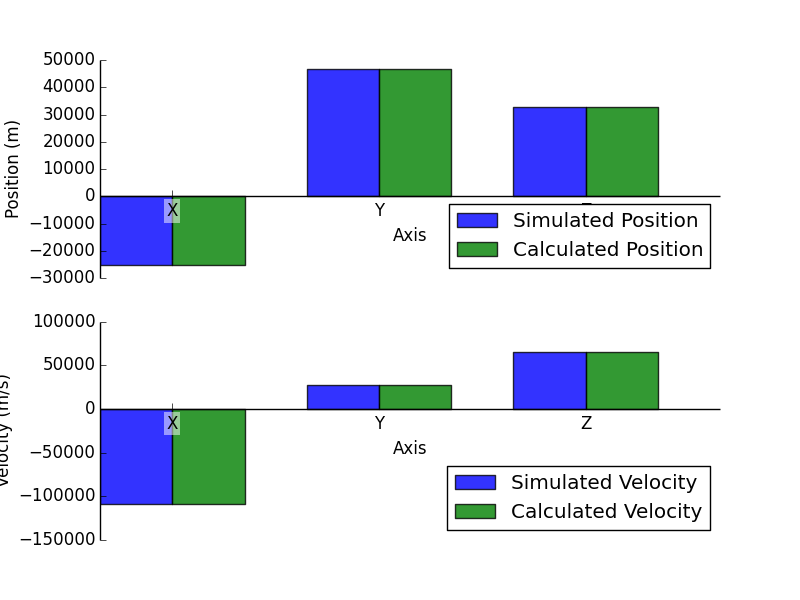 50000
40000
30000
20000
10000
0
−10000
−20000
−30000
Position (m)
X
Y
Axis
Simulated Position
Calculated Position
100000
50000
0
−50000
−100000
−150000
Velocity (m/s)
X
Y
Z
Axis
Simulated Velocity
Calculated Velocity